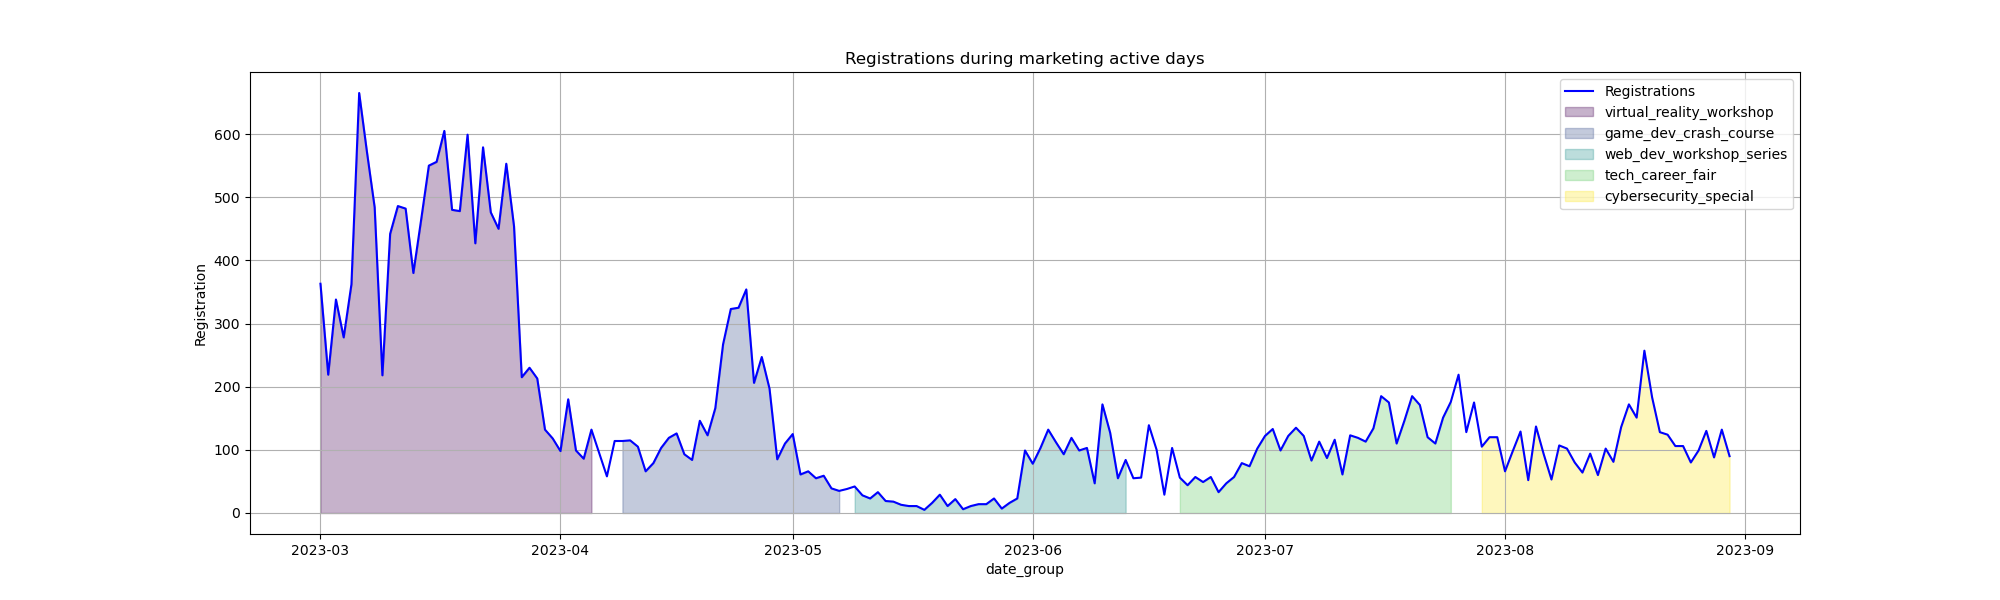 Registrations during marketing active days
Registrations
virtual_reality_workshop
game_dev_crash_course
web_dev_workshop_series
tech_career_fair
cybersecurity_special
Registration
600
500
400
300
200
100
0
2023-03 2023-04 2023-05 2023-06 2023-07 2023-08 2023-09
date_group